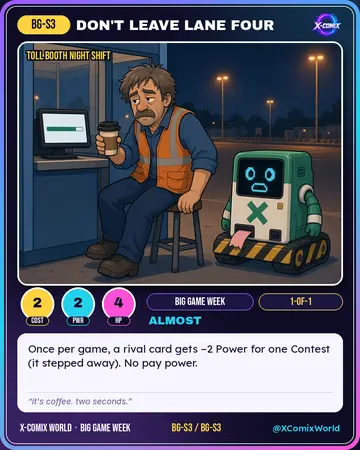 BG-S3
DON'T LEAVE LANE FOUR
X-COMIX
TOLL-BOOTH NIGHT SHIFT
2
COST
2
PWR
4
HP
BIG GAME WEEK
1-OF-1
ALMOST
Once per game, a rival card gets −2 Power for one Contest
(it stepped away). No pay power.
"it's coffee. two seconds."
X-COMIX WORLD · BIG GAME WEEK
BG-S3 / BG-S3
@XComixWorld